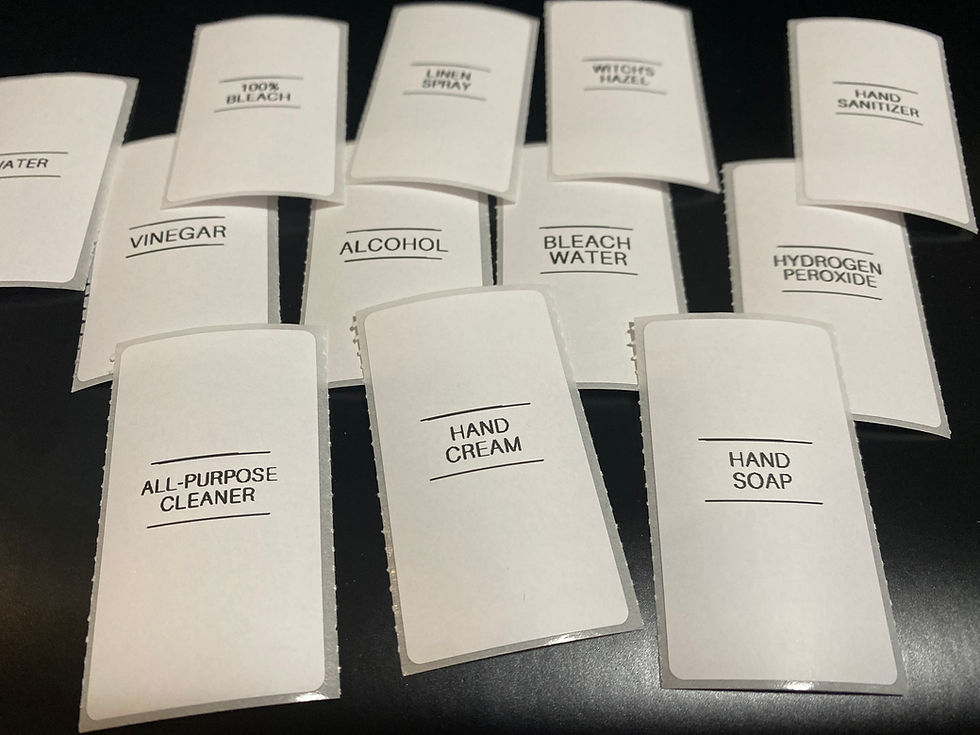 100%
BLEACH
LINEN
SPRAY
WITCH'S
HAZEL
HAND
SANITIZER
VINEGAR
ALCOHOL
BLEACH
WATER
HYDROGEN
PEROXIDE
ALL-PURPOSE
CLEANER
HAND
CREAM
HAND
SOAP